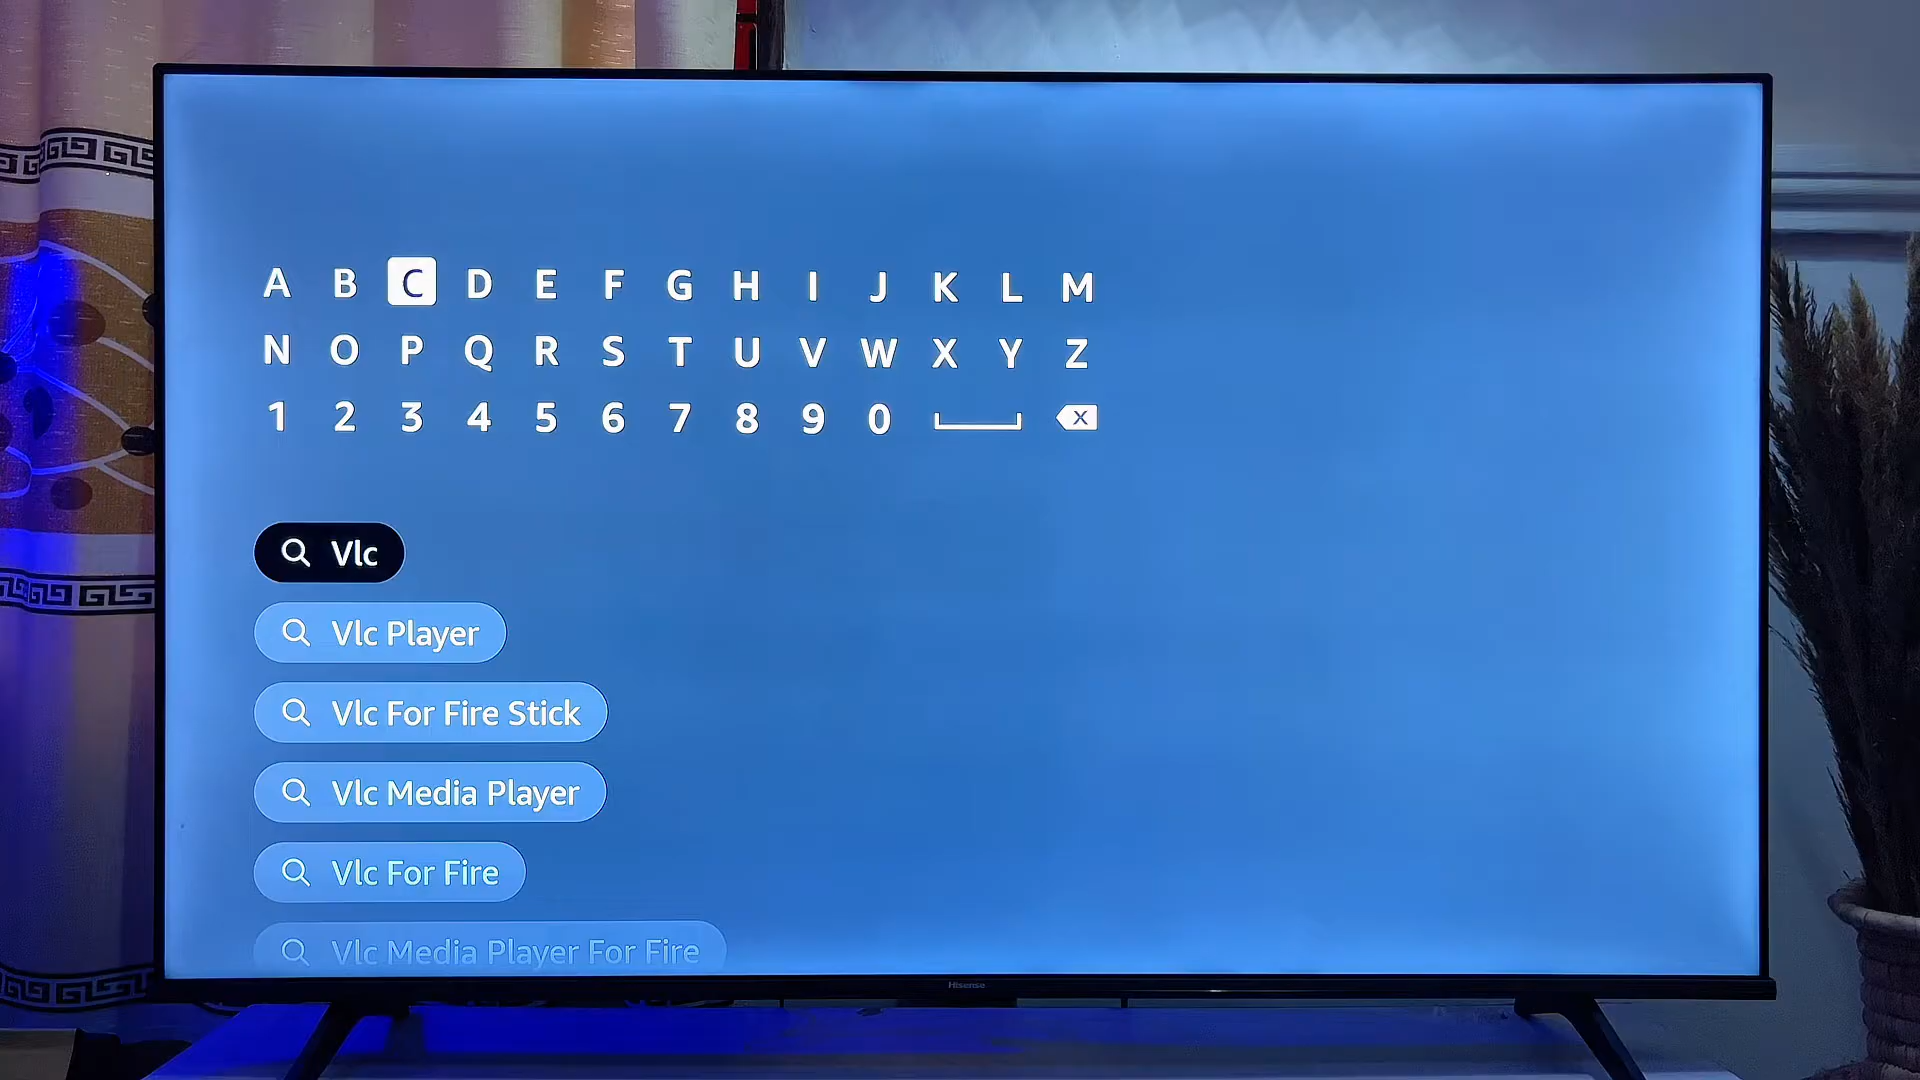 A B C D E F G H I J K L M
N O P Q R S T U V W X Y Z
1 2 3 4 5 6 7 8 9 0
Vlc
Vlc Player
Vlc For Fire Stick
Vlc Media Player
Vlc For Fire
Vlc Media Player For Fire
Hisense